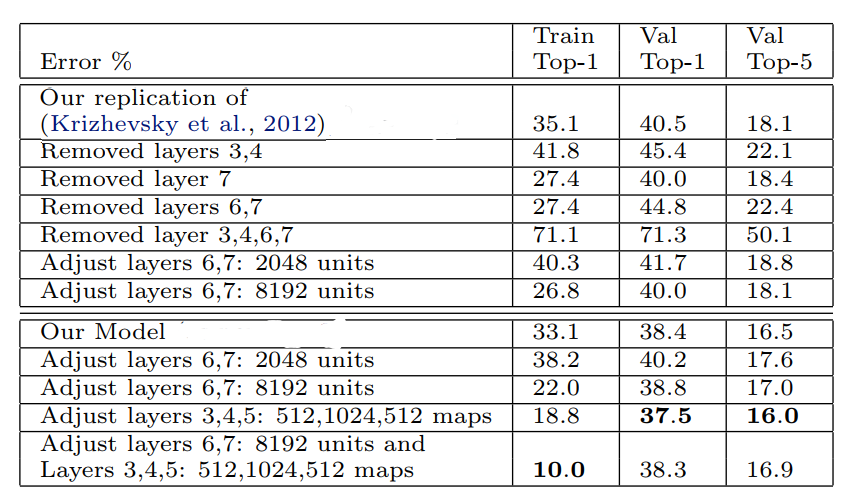 Train Val Val
Error % Top-1 Top-1 Top-5
Our replication of
(Krizhevsky et al., 2012) 35.1 40.5 18.1
Removed layers 3,4 41.8 45.4 22.1
Removed layer 7 27.4 40.0 18.4
Removed layers 6,7 27.4 44.8 22.4
Removed layer 3,4,6,7 71.1 71.3 50.1
Adjust layers 6,7: 2048 units 40.3 41.7 18.8
Adjust layers 6,7: 8192 units 26.8 40.0 18.1
Our Model 33.1 38.4 16.5
Adjust layers 6,7: 2048 units 38.2 40.2 17.6
Adjust layers 6,7: 8192 units 22.0 38.8 17.0
Adjust layers 3,4,5: 512,1024,512 maps 18.8 37.5 16.0
Adjust layers 6,7: 8192 units and
Layers 3,4,5: 512,1024,512 maps 10.0 38.3 16.9